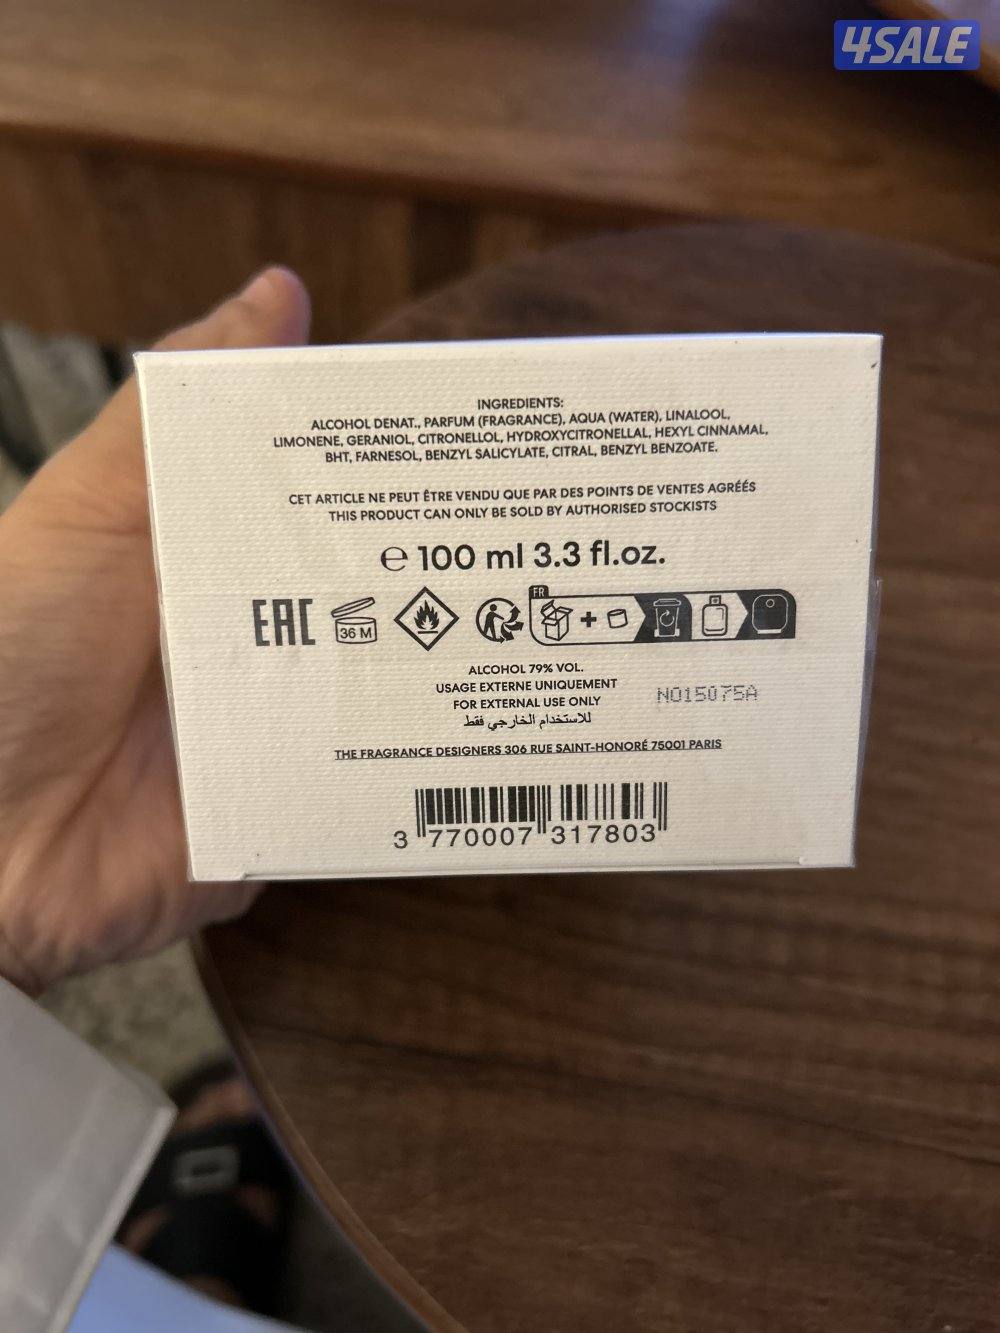 4SALE
INGREDIENTS:
ALCOHOL DENAT., PARFUM (FRAGRANCE), AQUA (WATER), LINALOOL,
LIMONENE, GERANIOL, CITRONELLOL, HYDROXYCITRONELLAL, HEXYL CINNAMAL,
BHT, FARNESOL, BENZYL SALICYLATE, CITRAL, BENZYL BENZOATE.
CET ARTICLE NE PEUT ÊTRE VENDU QUE PAR DES POINTS DE VENTES AGRÉÉS
THIS PRODUCT CAN ONLY BE SOLD BY AUTHORISED STOCKISTS
℮ 100 ml 3.3 fl.oz.
EAC 36 M FR +
ALCOHOL 79% VOL.
USAGE EXTERNE UNIQUEMENT
FOR EXTERNAL USE ONLY
للاستخدام الخارجي فقط
NO15075A
THE FRAGRANCE DESIGNERS 306 RUE SAINT-HONORÉ 75001 PARIS
3 770007 317803